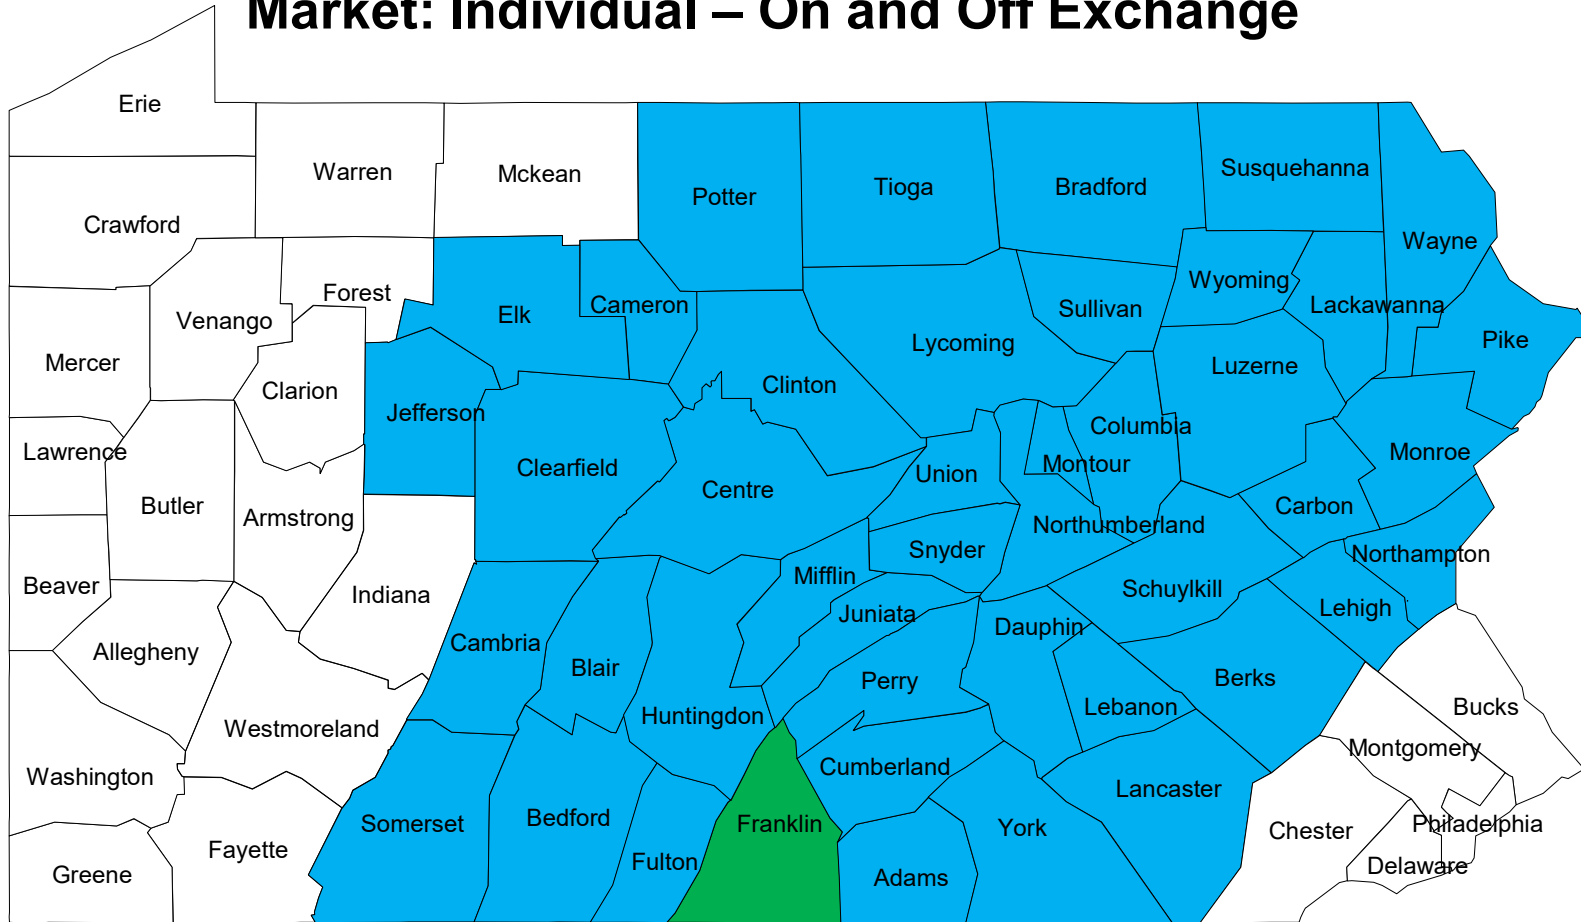 Market: Individual – On and Off Exchange
Erie
Warren
Mckean
Potter
Tioga
Bradford
Susquehanna
Wayne
Crawford
Forest
Elk
Cameron
Sullivan
Wyoming
Lackawanna
Pike
Venango
Mercer
Clarion
Jefferson
Clinton
Lycoming
Luzerne
Lawrence
Butler
Armstrong
Clearfield
Centre
Union
Montour
Columbia
Monroe
Carbon
Northumberland
Snyder
Northampton
Beaver
Indiana
Mifflin
Juniata
Schuylkill
Lehigh
Allegheny
Cambria
Blair
Dauphin
Perry
Berks
Westmoreland
Huntingdon
Lebanon
Bucks
Washington
Cumberland
Montgomery
Lancaster
Somerset
Bedford
Franklin
York
Chester
Philadelphia
Greene
Fayette
Fulton
Adams
Delaware